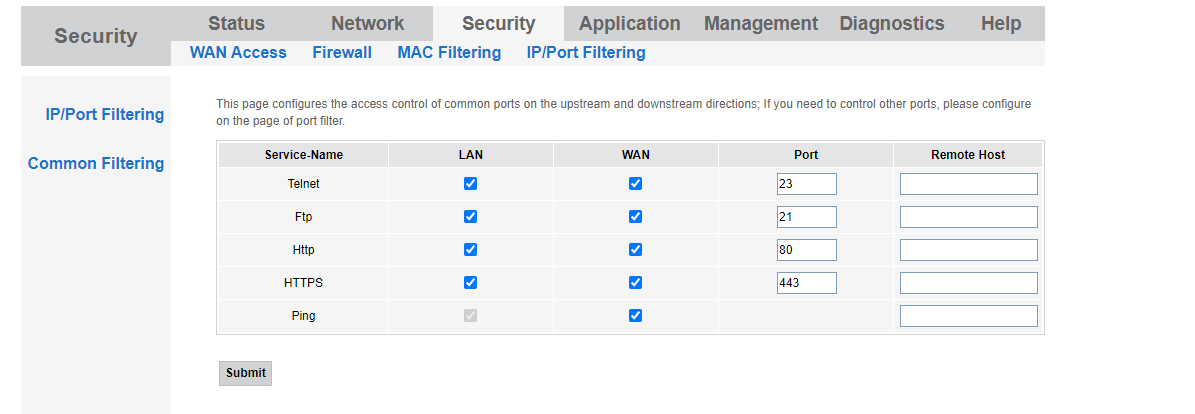 Security
Status Network Security Application Management Diagnostics Help
WAN Access Firewall MAC Filtering IP/Port Filtering
IP/Port Filtering
Common Filtering
This page configures the access control of common ports on the upstream and downstream directions; If you need to control other ports, please configure
on the page of port filter.
Service-Name LAN WAN Port Remote Host
Telnet 23
Ftp 21
Http 80
HTTPS 443
Ping
Submit